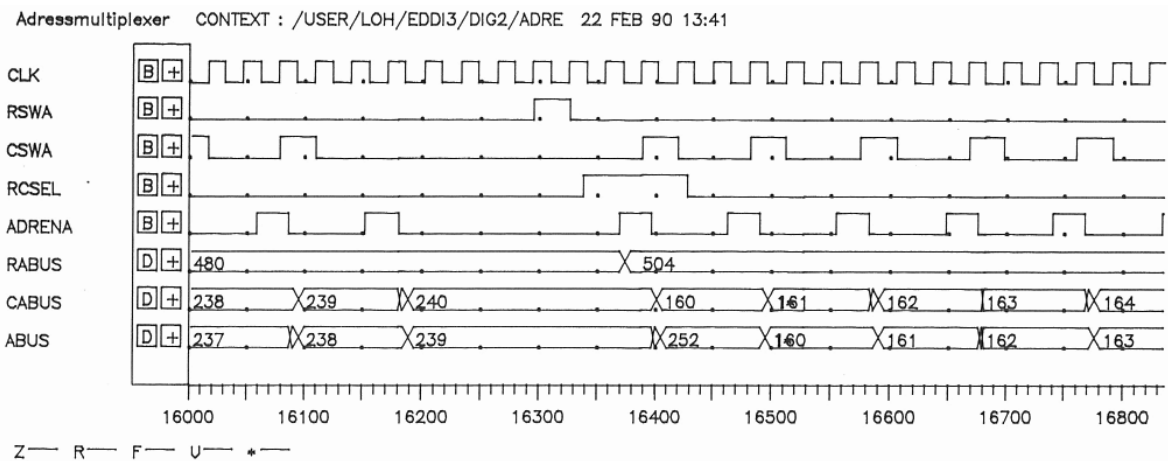 Adressmultiplexer CONTEXT : /USER/LOH/EDDI3/DIG2/ADRE 22 FEB 90 13:41
CLK B +
RSWA B +
CSWA B +
RCSEL B +
ADRENA B +
RABUS D + 480 504
CABUS D + 238 239 240 160 161 162 163 164
ABUS D + 237 238 239 252 160 161 162 163
16000 16100 16200 16300 16400 16500 16600 16700 16800
Z R F U *